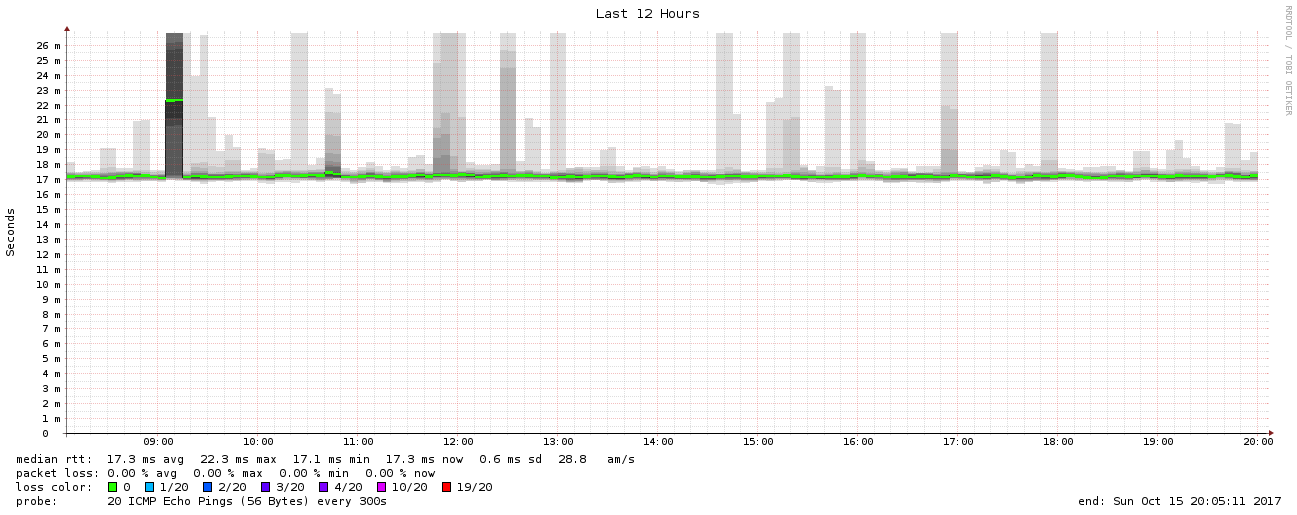 Last 12 Hours
RRDTOOL / TOBI OETIKER
Seconds
26 m
25 m
24 m
23 m
22 m
21 m
20 m
19 m
18 m
17 m
16 m
15 m
14 m
13 m
12 m
11 m
10 m
9 m
8 m
7 m
6 m
5 m
4 m
3 m
2 m
1 m
0
09:00 10:00 11:00 12:00 13:00 14:00 15:00 16:00 17:00 18:00 19:00 20:00
median rtt: 17.3 ms avg 22.3 ms max 17.1 ms min 17.3 ms now 0.6 ms sd 28.8 am/s
packet loss: 0.00 % avg 0.00 % max 0.00 % min 0.00 % now
loss color: 0 1/20 2/20 3/20 4/20 10/20 19/20
probe: 20 ICMP Echo Pings (56 Bytes) every 300s
end: Sun Oct 15 20:05:11 2017